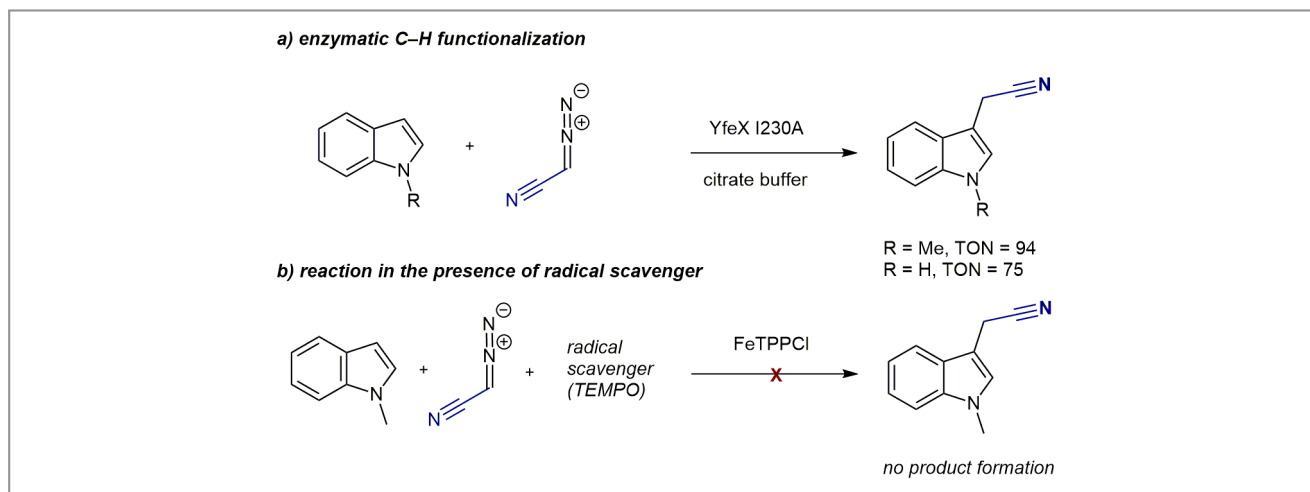 a) enzymatic C–H functionalization
N
R
+
N
N
N
−
+
YfeX I230A
citrate buffer
N
N
R
R = Me, TON = 94
R = H, TON = 75
b) reaction in the presence of radical scavenger
N
+
N
N
N
−
+
+
radical
scavenger
(TEMPO)
FeTPPCl
X
N
N
no product formation